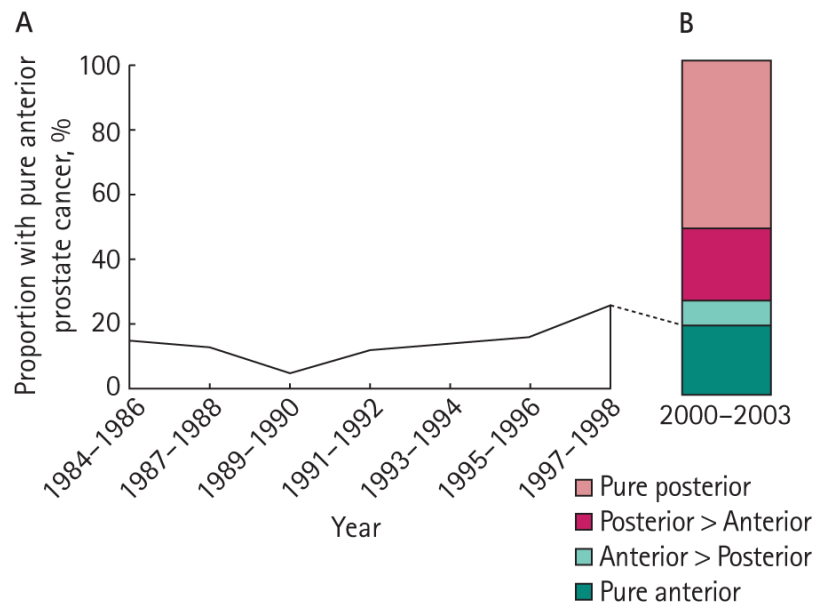 A
B
Proportion with pure anterior
prostate cancer, %
100
80
60
40
20
0
1984–1986
1987–1988
1989–1990
1991–1992
1993–1994
1995–1996
1997–1998
Year
2000–2003
Pure posterior
Posterior > Anterior
Anterior > Posterior
Pure anterior